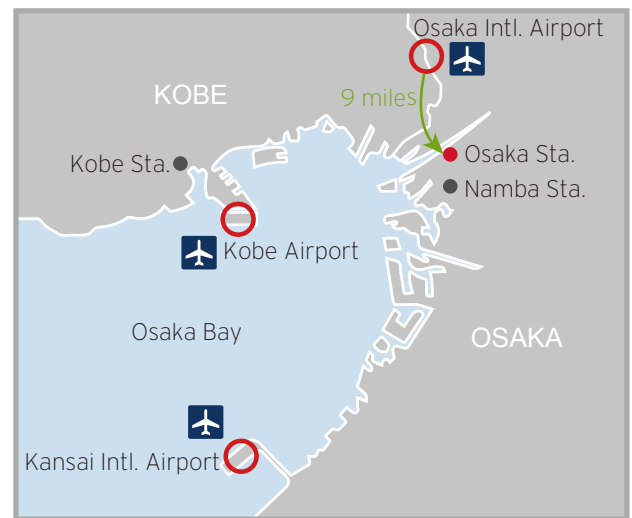 Osaka Intl. Airport
KOBE
9 miles
Kobe Sta.
Osaka Sta.
Namba Sta.
Kobe Airport
Osaka Bay
OSAKA
Kansai Intl. Airport